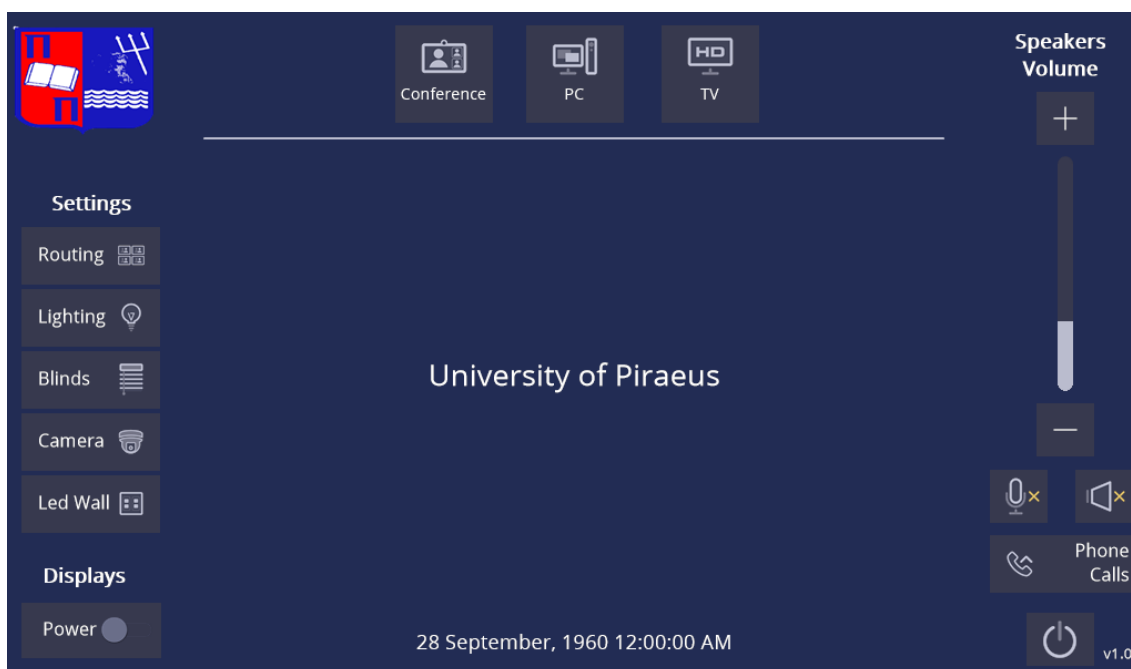 Conference
PC
HD
TV
Speakers
Volume
Settings
Routing
Lighting
Blinds
Camera
Led Wall
University of Piraeus
Phone
Calls
Displays
Power
28 September, 1960 12:00:00 AM
v1.0